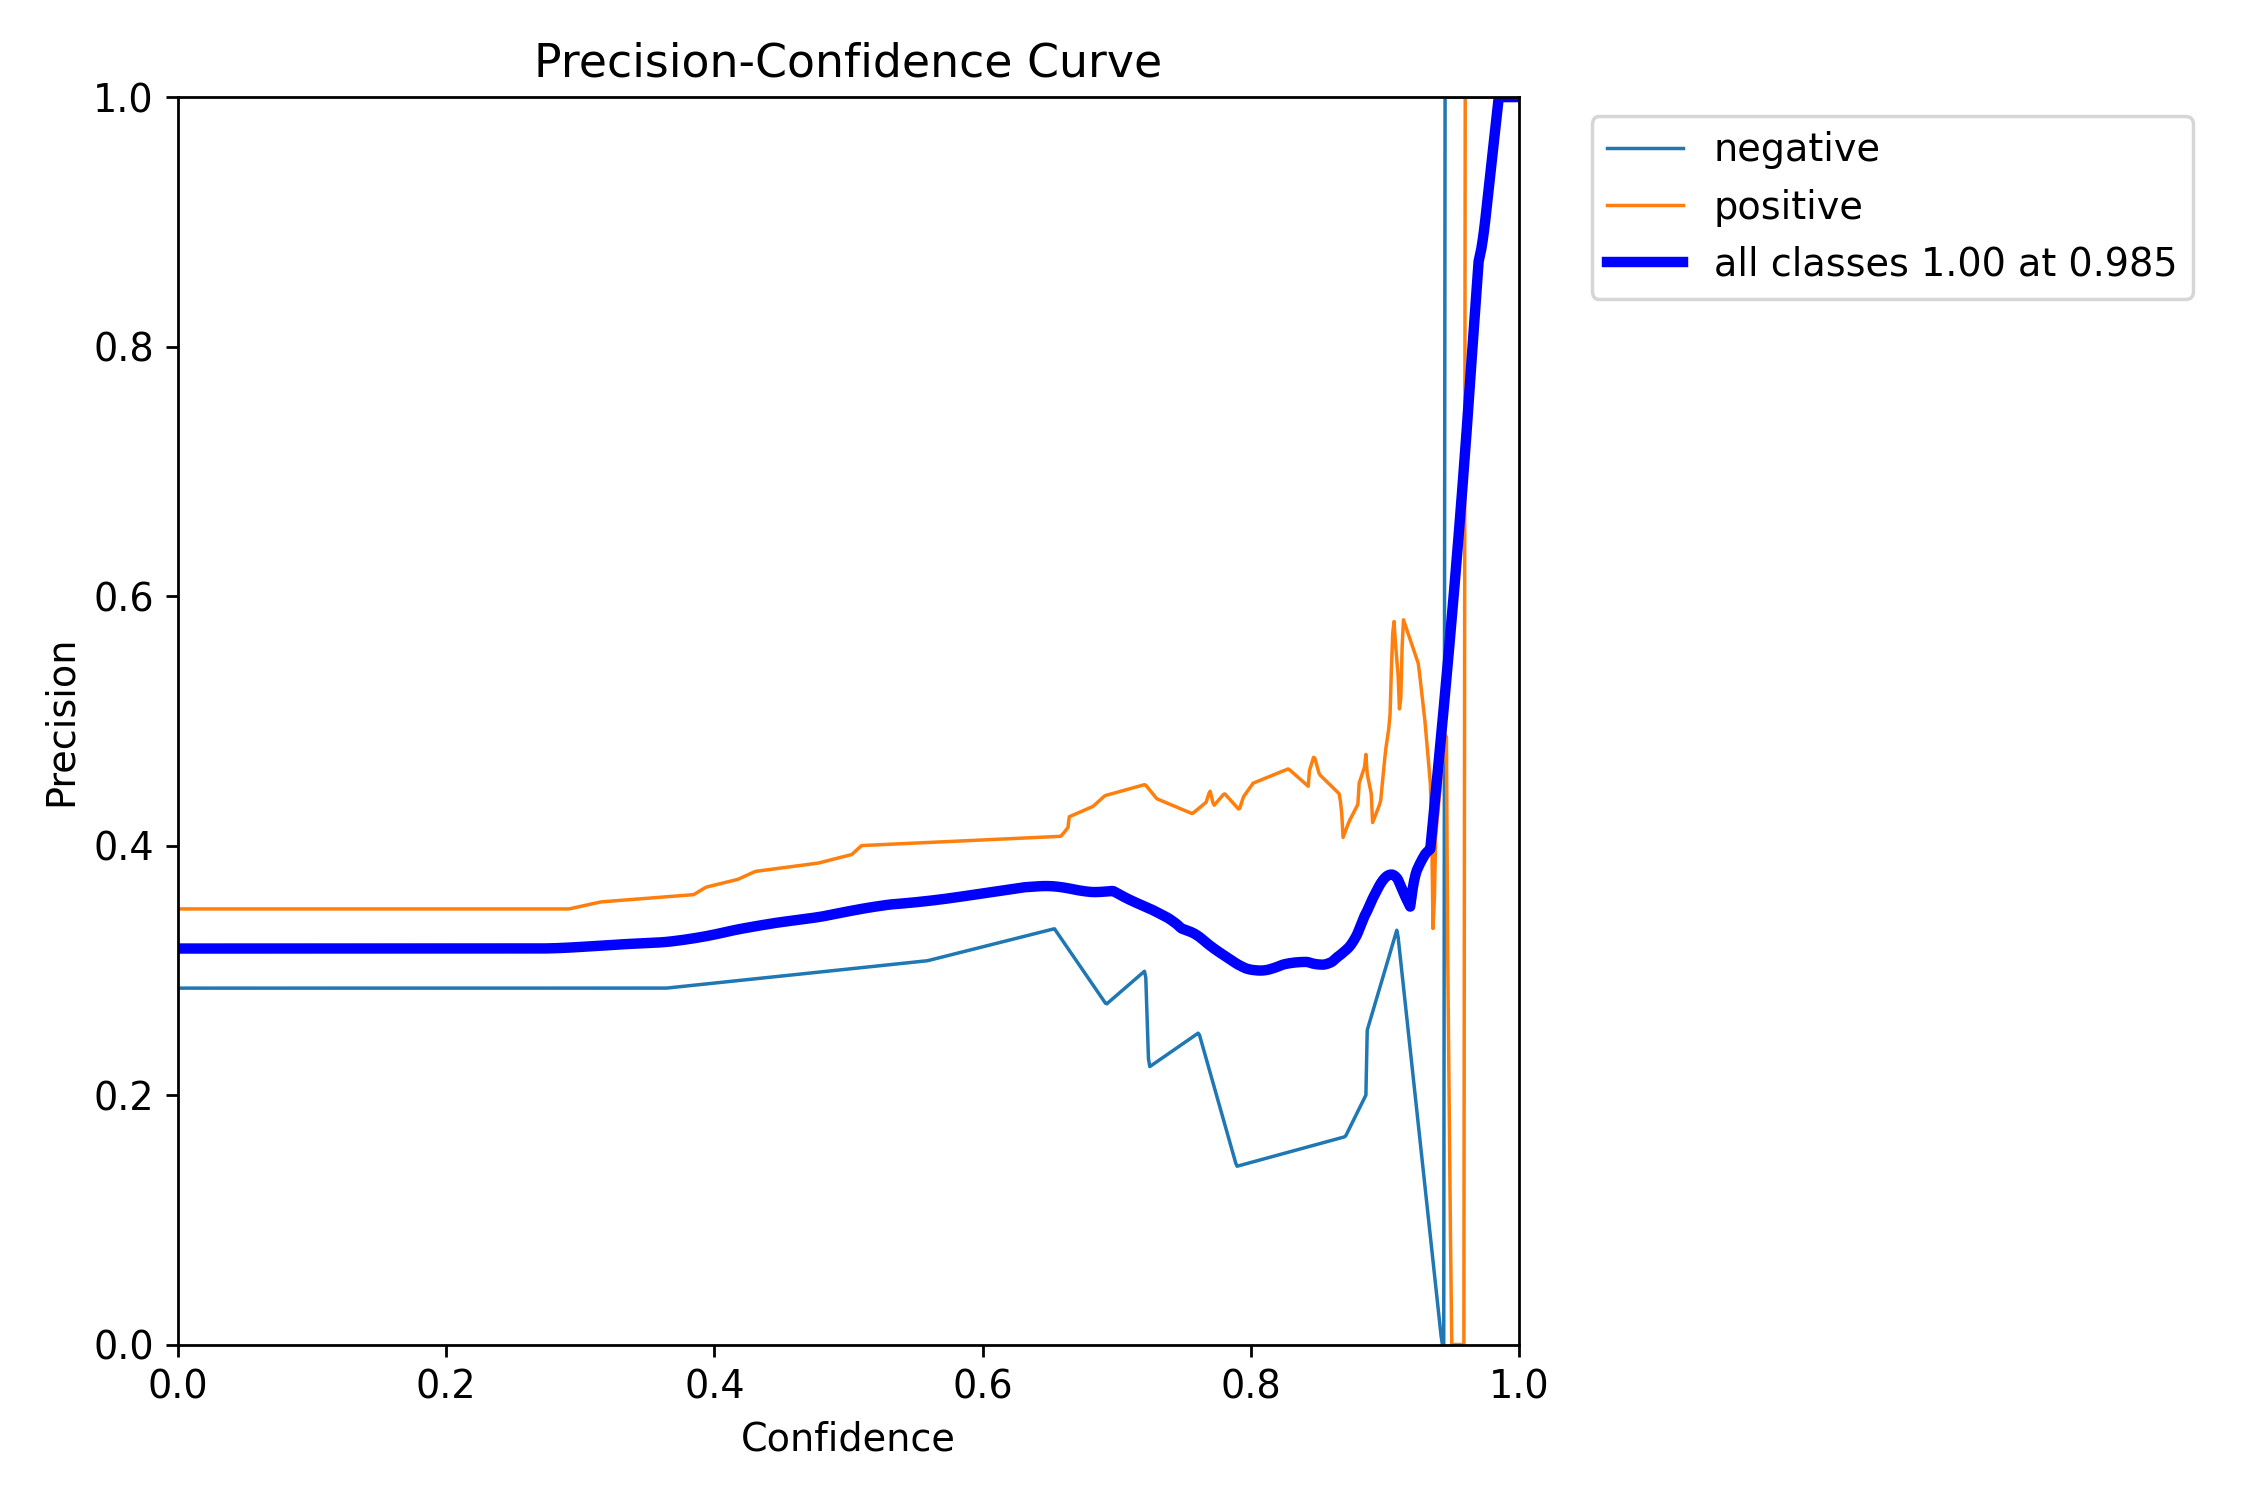 Precision-Confidence Curve
1.0
0.8
0.6
0.4
0.2
0.0
Precision
0.0 0.2 0.4 0.6 0.8 1.0
Confidence
negative
positive
all classes 1.00 at 0.985